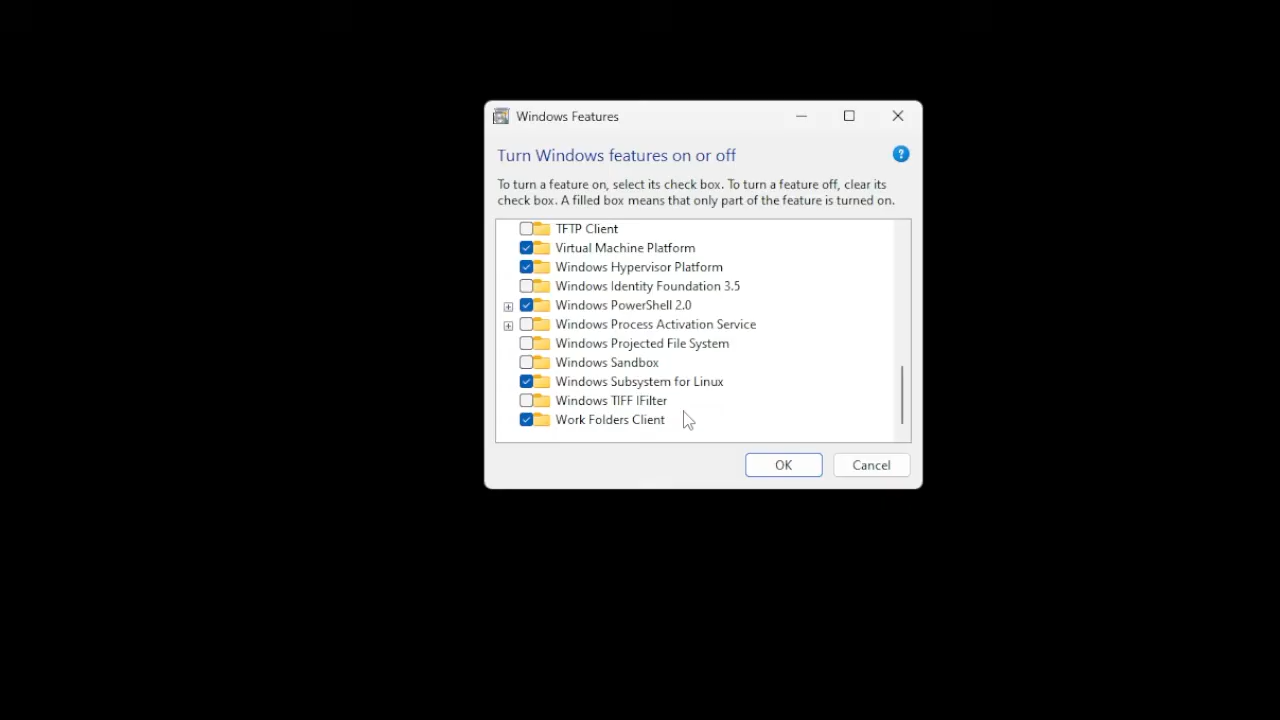 Windows Features
Turn Windows features on or off
?
To turn a feature on, select its check box. To turn a feature off, clear its
check box. A filled box means that only part of the feature is turned on.
TFTP Client
Virtual Machine Platform
Windows Hypervisor Platform
Windows Identity Foundation 3.5
Windows PowerShell 2.0
Windows Process Activation Service
Windows Projected File System
Windows Sandbox
Windows Subsystem for Linux
Windows TIFF IFilter
Work Folders Client
OK Cancel